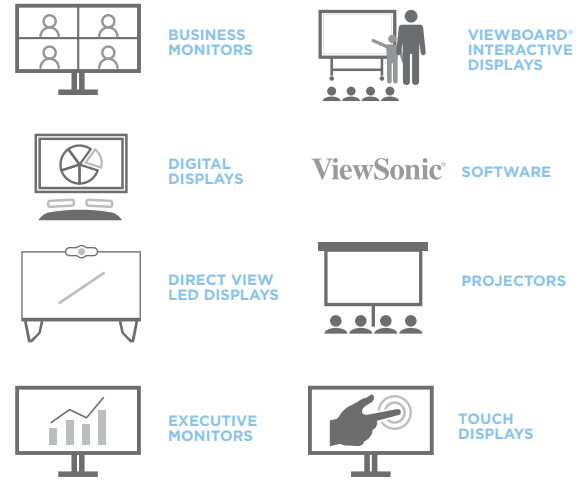 BUSINESS
MONITORS
VIEWBOARD®
INTERACTIVE
DISPLAYS
DIGITAL
DISPLAYS
ViewSonic®
SOFTWARE
DIRECT VIEW
LED DISPLAYS
PROJECTORS
EXECUTIVE
MONITORS
TOUCH
DISPLAYS